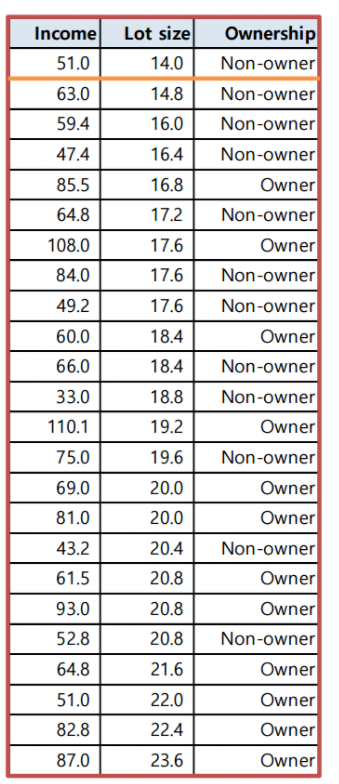 Income Lot size Ownership
51.0 14.0 Non-owner
63.0 14.8 Non-owner
59.4 16.0 Non-owner
47.4 16.4 Non-owner
85.5 16.8 Owner
64.8 17.2 Non-owner
108.0 17.6 Owner
84.0 17.6 Non-owner
49.2 17.6 Non-owner
60.0 18.4 Owner
66.0 18.4 Non-owner
33.0 18.8 Non-owner
110.1 19.2 Owner
75.0 19.6 Non-owner
69.0 20.0 Owner
81.0 20.0 Owner
43.2 20.4 Non-owner
61.5 20.8 Owner
93.0 20.8 Owner
52.8 20.8 Non-owner
64.8 21.6 Owner
51.0 22.0 Owner
82.8 22.4 Owner
87.0 23.6 Owner